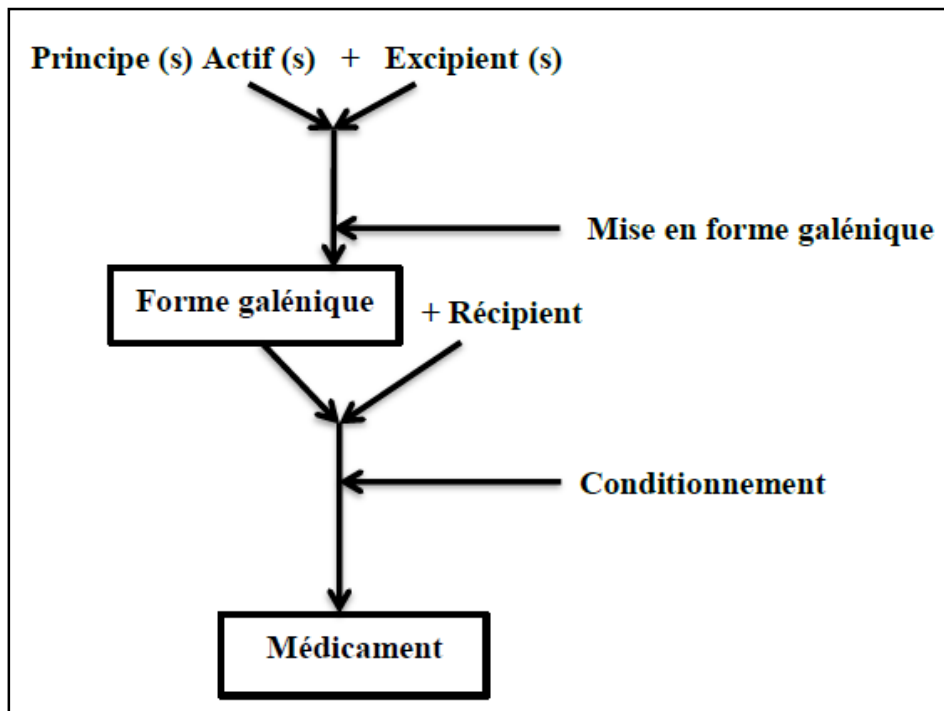 Principe (s) Actif (s) + Excipient (s)
Mise en forme galénique
Forme galénique
+ Récipient
Conditionnement
Médicament